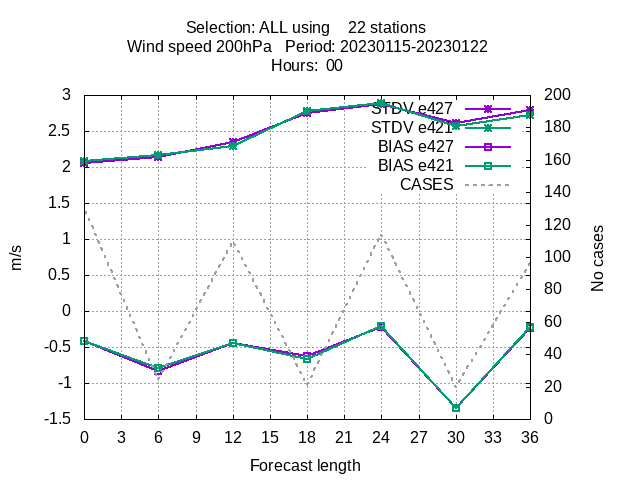 Selection: ALL using 22 stations
Wind speed 200hPa Period: 20230115-20230122
Hours: 00
3
2.5
2
1.5
1
0.5
0
-0.5
-1
-1.5
m/s
STDV e427
STDV e421
BIAS e427
BIAS e421
CASES
200
180
160
140
120
100
80
60
40
20
0
No cases
0 3 6 9 12 15 18 21 24 27 30 33 36
Forecast length